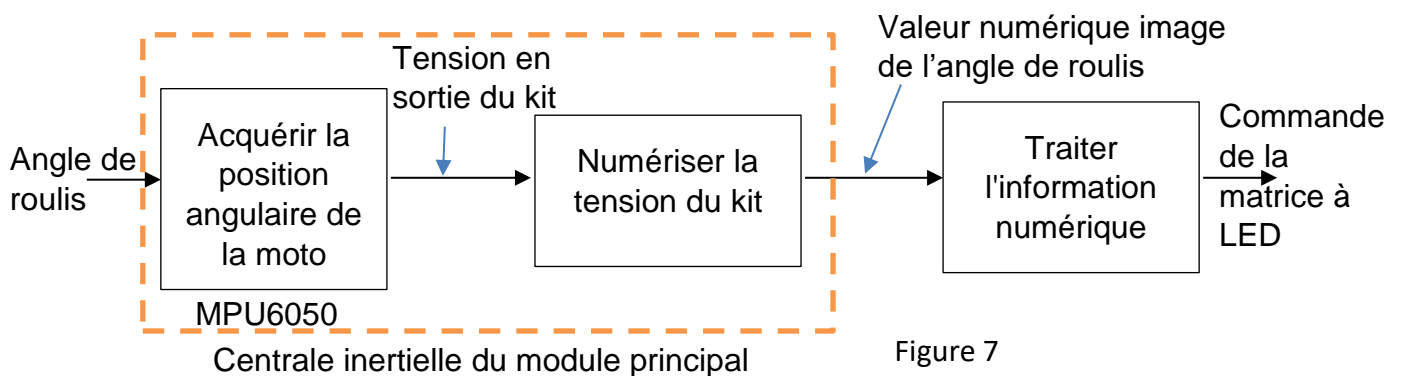 Angle de
roulis
Acquérir la
position
angulaire de
la moto
MPU6050
Tension en
sortie du kit
Numériser la
tension du kit
Centrale inertielle du module principal
Valeur numérique image
de l'angle de roulis
Traiter
l'information
numérique
Commande
de la
matrice à
LED
Figure 7